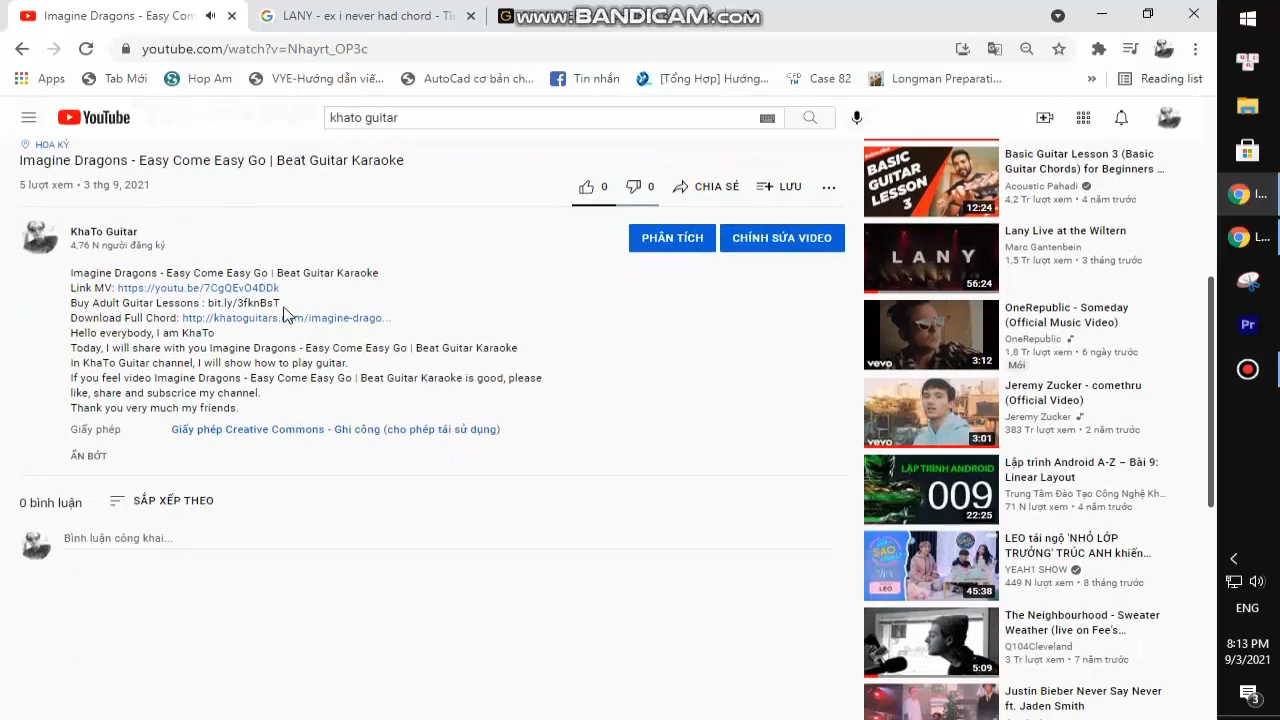 Imagine Dragons - Easy Com
LANY - ex i never had chord - Ti
www.BANDICAM.com
youtube.com/watch?v=Nhayrt_OP3c
Apps
Tab Mới
Hop Am
VYE-Hướng dẫn viế...
AutoCad cơ bản ch...
Tin nhắn
[Tổng Hợp] Hướng...
Case 82
Longman Preparati...
»
Reading list
YouTube
khato guitar
HOA KỲ
Imagine Dragons - Easy Come Easy Go | Beat Guitar Karaoke
5 lượt xem • 3 thg 9, 2021
0
0
CHIA SẺ
LƯU
KhaTo Guitar
4,76 N người đăng ký
PHÂN TÍCH
CHỈNH SỬA VIDEO
Imagine Dragons - Easy Come Easy Go | Beat Guitar Karaoke
Link MV: https://youtu.be/7CgQEvO4DDk
Buy Adult Guitar Lessons : bit.ly/3fknBsT
Download Full Chord: http://khatoguitars. /imagine-drago...
Hello everybody, I am KhaTo
Today, I will share with you Imagine Dragons - Easy Come Easy Go | Beat Guitar Karaoke
In KhaTo Guitar channel, I will show how to play guitar.
If you feel video Imagine Dragons - Easy Come Easy Go | Beat Guitar Karaoke is good, please
like, share and subscrice my channel.
Thank you very much my friends.
Giấy phép
Giấy phép Creative Commons - Ghi công (cho phép tái sử dụng)
ẨN BỚT
0 bình luận
SẮP XẾP THEO
Bình luận công khai...
BASIC
GUITAR
LESSON
3
12:24
Basic Guitar Lesson 3 (Basic
Guitar Chords) for Beginners ...
Acoustic Pahadi
4,2 Tr lượt xem • 4 năm trước
LANY
56:24
Lany Live at the Wiltern
Marc Gantenbein
1,5 Tr lượt xem • 3 tháng trước
vevo
3:12
OneRepublic - Someday
(Official Music Video)
OneRepublic
1,8 Tr lượt xem • 6 ngày trước
Mới
vevo
3:01
Jeremy Zucker - comethru
(Official Video)
Jeremy Zucker
383 Tr lượt xem • 2 năm trước
LẬP TRÌNH ANDROID
009
22:25
Lập trình Android A-Z – Bài 9:
Linear Layout
Trung Tâm Đào Tạo Công Nghệ Kh...
71 N lượt xem • 4 năm trước
SAO
LEO
45:38
LEO tái ngộ 'NHỎ LỚP
TRƯỞNG' TRÚC ANH khiến...
YEAH1 SHOW
449 N lượt xem • 8 tháng trước
5:09
The Neighbourhood - Sweater
Weather (live on Fee's...
Q104Cleveland
3 Tr lượt xem • 7 năm trước
Justin Bieber Never Say Never
ft. Jaden Smith
I...
L...
Pr
ENG
8:13 PM
9/3/2021
3